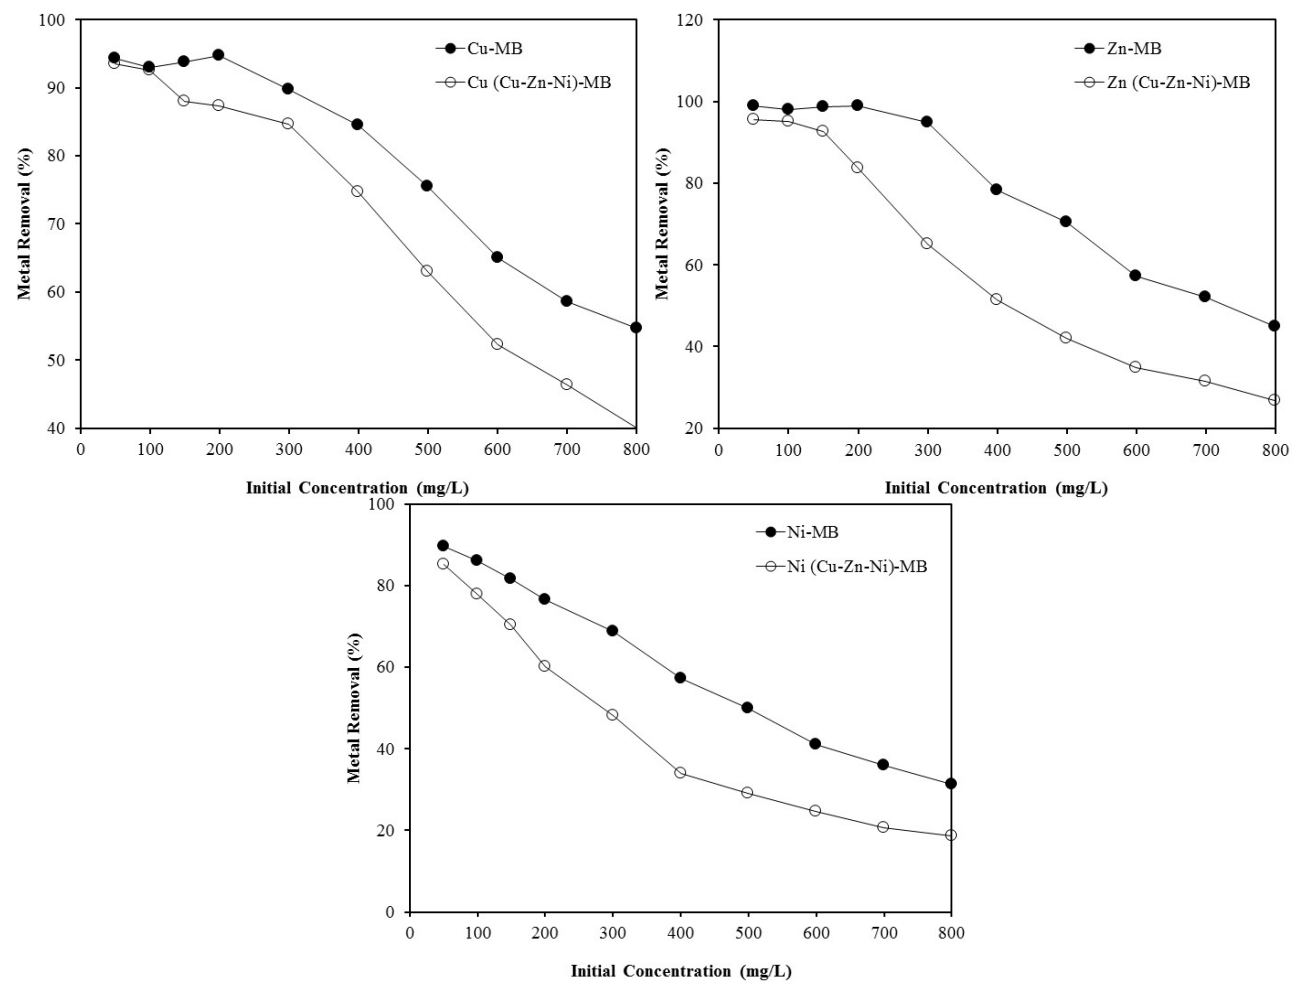 100
90
80
70
60
50
40
0 100 200 300 400 500 600 700 800
Metal Removal (%)
Initial Concentration (mg/L)
Cu-MB
Cu (Cu-Zn-Ni)-MB
120
100
80
60
40
20
0 100 200 300 400 500 600 700 800
Metal Removal (%)
Initial Concentration (mg/L)
Zn-MB
Zn (Cu-Zn-Ni)-MB
100
80
60
40
20
0
0 100 200 300 400 500 600 700 800
Metal Removal (%)
Initial Concentration (mg/L)
Ni-MB
Ni (Cu-Zn-Ni)-MB